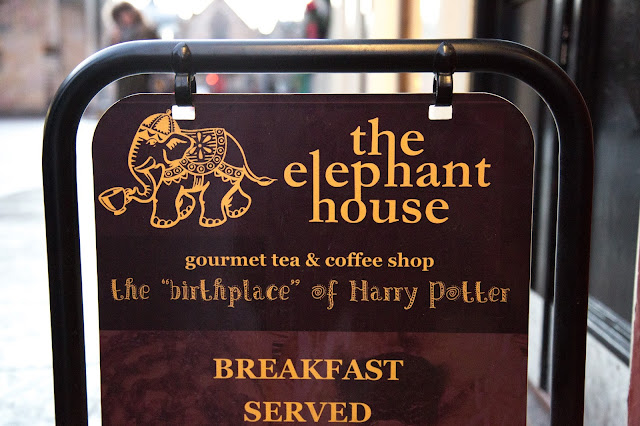 the
elephant
house
gourmet tea & coffee shop
the "birthplace" of Harry Potter
BREAKFAST
SERVED